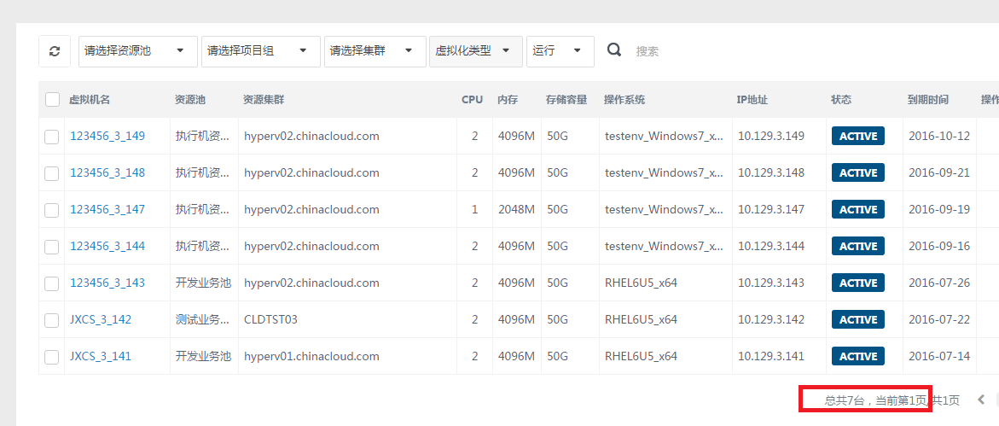 请选择资源池 请选择项目组 请选择集群 虚拟化类型 运行 搜索
虚拟机名 资源池 资源集群 CPU 内存 存储容量 操作系统 IP地址 状态 到期时间 操作
123456_3_149 执行机资... hyperv02.chinacloud.com 2 4096M 50G testenv_Windows7_x... 10.129.3.149 ACTIVE 2016-10-12
123456_3_148 执行机资... hyperv02.chinacloud.com 2 4096M 50G testenv_Windows7_x... 10.129.3.148 ACTIVE 2016-09-21
123456_3_147 执行机资... hyperv02.chinacloud.com 1 2048M 50G testenv_Windows7_x... 10.129.3.147 ACTIVE 2016-09-19
123456_3_144 执行机资... hyperv02.chinacloud.com 2 4096M 50G testenv_Windows7_x... 10.129.3.144 ACTIVE 2016-09-16
123456_3_143 开发业务池 hyperv02.chinacloud.com 2 4096M 50G RHEL6U5_x64 10.129.3.143 ACTIVE 2016-07-26
JXCS_3_142 测试业务... CLDTST03 2 4096M 50G RHEL6U5_x64 10.129.3.142 ACTIVE 2016-07-22
JXCS_3_141 开发业务池 hyperv01.chinacloud.com 2 4096M 50G RHEL6U5_x64 10.129.3.141 ACTIVE 2016-07-14
总共7台，当前第1页/共1页